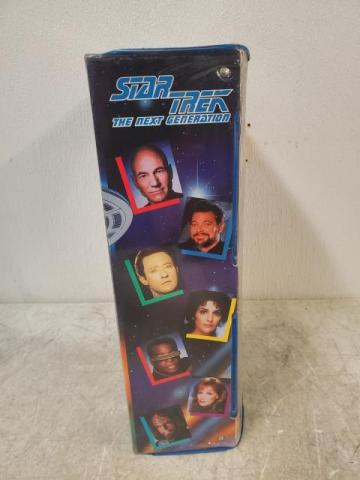 STAR
TREK
THE NEXT GENERATION